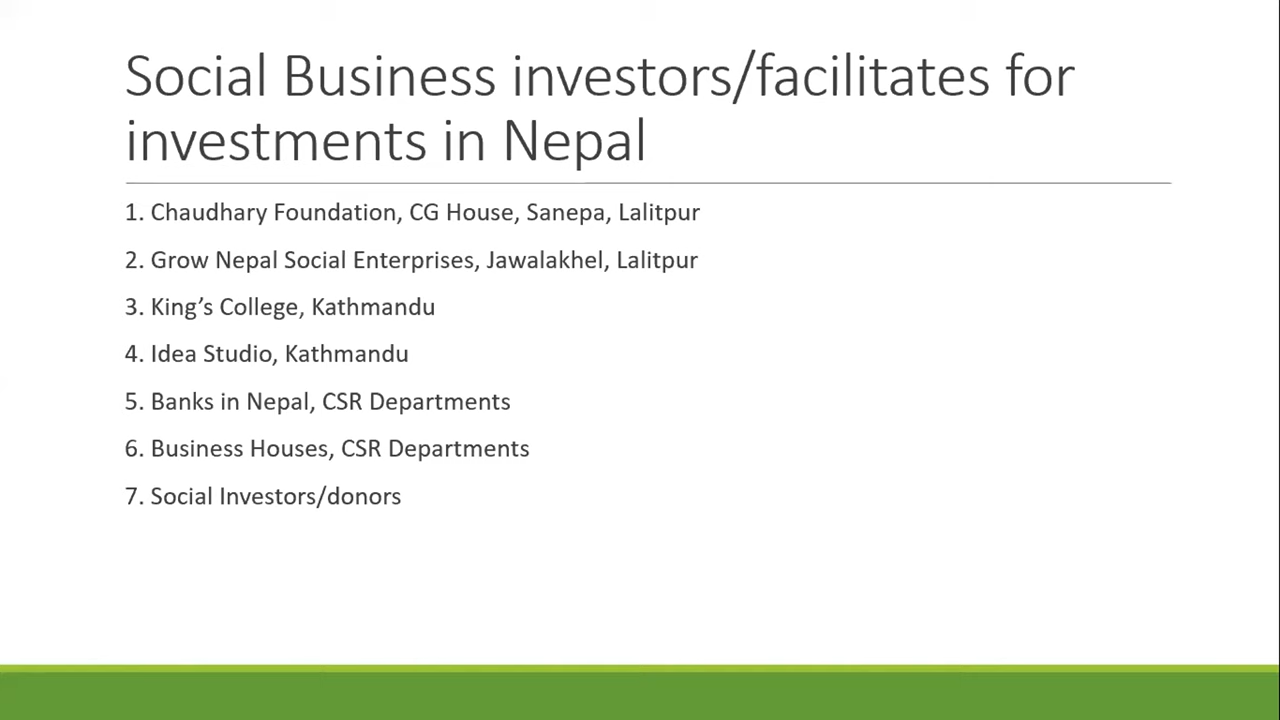 Social Business investors/facilitates for
investments in Nepal
1. Chaudhary Foundation, CG House, Sanepa, Lalitpur
2. Grow Nepal Social Enterprises, Jawalakhel, Lalitpur
3. King’s College, Kathmandu
4. Idea Studio, Kathmandu
5. Banks in Nepal, CSR Departments
6. Business Houses, CSR Departments
7. Social Investors/donors